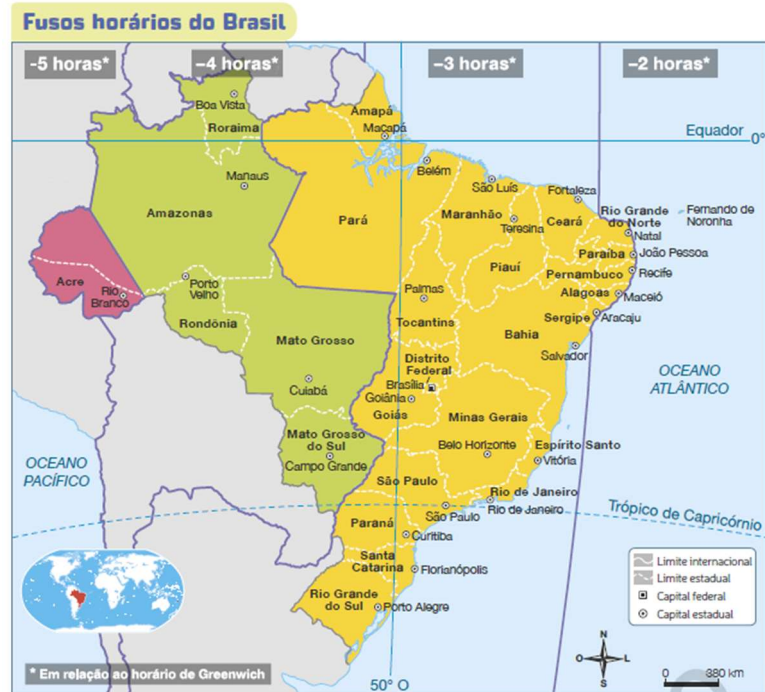 Fusos horários do Brasil
-5 horas*
–4 horas*
–3 horas*
–2 horas*
Boa Vista
Roraima
Amapá
Macapá
Equador
0°
Manaus
Belém
São Luís
Fortaleza
Amazonas
Pará
Maranhão
Teresina
Ceará
Rio Grande
do Norte
Natal
Fernando de
Noronha
Paraíba
João Pessoa
Piauí
Pernambuco
Recife
Acre
Rio
Branco
Porto
Velho
Palmas
Alagoas
Maceió
Rondônia
Tocantins
Sergipe
Aracaju
Mato Grosso
Bahia
Salvador
Distrito
Federal
Brasília
Cuiabá
Goiânia
Goiás
OCEANO
ATLÂNTICO
Minas Gerais
Mato Grosso
do Sul
Campo Grande
Belo Horizonte
Espírito Santo
Vitória
OCEANO
PACÍFICO
São Paulo
Rio de Janeiro
Rio de Janeiro
São Paulo
Trópico de Capricórnio
Paraná
Curitiba
Santa
Catarina
Florianópolis
Rio Grande
do Sul
Porto Alegre
Limite internacional
Limite estadual
Capital federal
Capital estadual
N
O
L
S
0
380 km
* Em relação ao horário de Greenwich
50° O